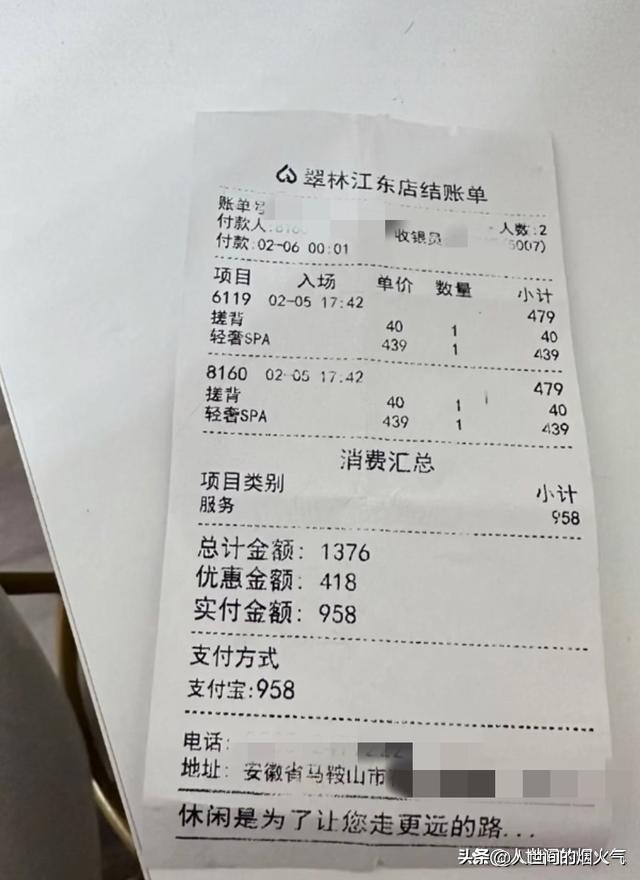 翠林江东店结账单
账单号
付款人: 人数:2
付款:02-06 00:01 收银员 (5007)
项目 入场 单价 数量 小计
6119 02-05 17:42 479
搓背 40 1 40
轻奢SPA 439 1 439
8160 02-05 17:42 479
搓背 40 1 40
轻奢SPA 439 1 439
消费汇总
项目类别 小计
服务 958
总计金额: 1376
优惠金额: 418
实付金额: 958
支付方式
支付宝:958
电话:
地址: 安徽省马鞍山市
休闲是为了让您走更远的路...
头条@人世间的烟火气